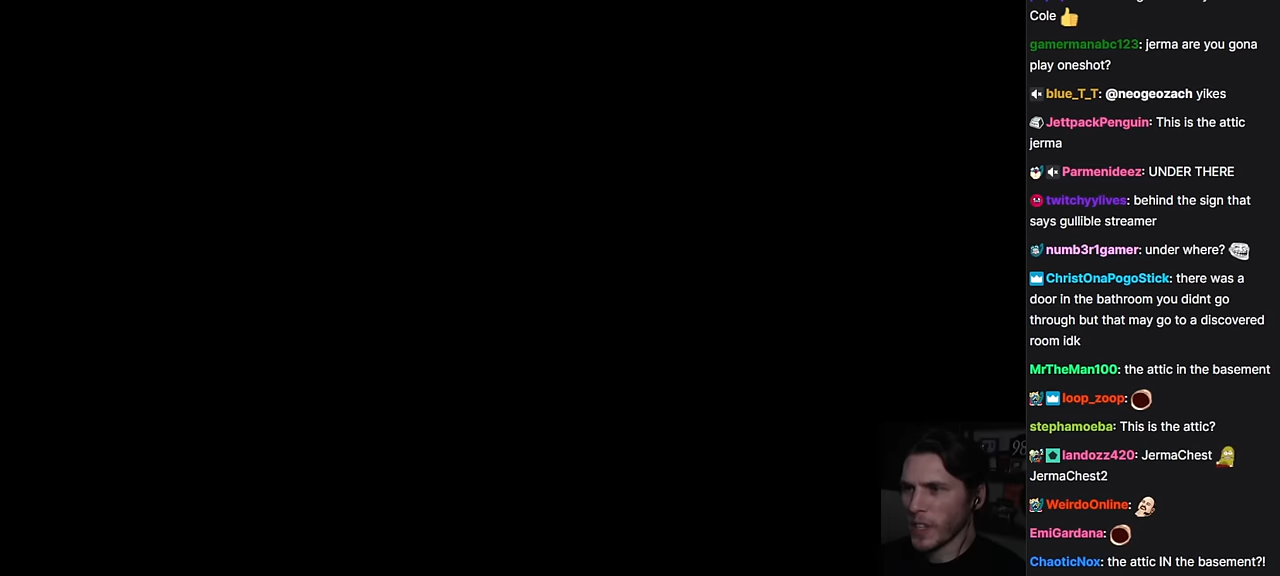 Cole
gamermanabc123: jerma are you gona
play oneshot?
blue_T_T: @neogeozach yikes
JettpackPenguin: This is the attic
jerma
Parmenideez: UNDER THERE
twitchyylives: behind the sign that
says gullible streamer
numb3r1gamer: under where?
ChristOnaPogoStick: there was a
door in the bathroom you didnt go
through but that may go to a discovered
room idk
MrTheMan100: the attic in the basement
loop_zoop:
stephamoeba: This is the attic?
landozz420: JermaChest
JermaChest2
WeirdoOnline:
EmiGardana:
ChaoticNox: the attic IN the basement?!
98